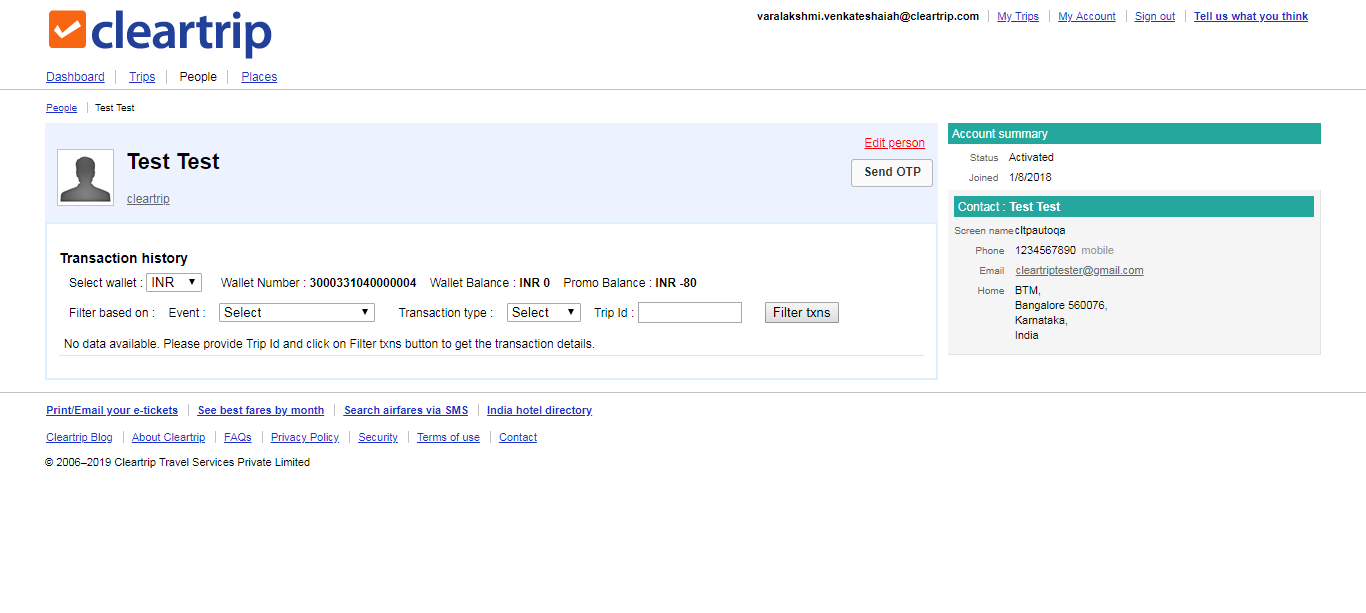 cleartrip
varalakshmi.venkateshaiah@cleartrip.com My Trips My Account Sign out Tell us what you think
Dashboard Trips People Places
People Test Test
Test Test
cleartrip
Edit person
Send OTP
Transaction history
Select wallet : INR Wallet Number : 3000331040000004 Wallet Balance : INR 0 Promo Balance : INR -80
Filter based on : Event : Select Transaction type : Select Trip Id : Filter txns
No data available. Please provide Trip Id and click on Filter txns button to get the transaction details.
Account summary
Status Activated
Joined 1/8/2018
Contact : Test Test
Screen name cltpautoqa
Phone 1234567890 mobile
Email cleartriptester@gmail.com
Home BTM,
Bangalore 560076,
Karnataka,
India
Print/Email your e-tickets See best fares by month Search airfares via SMS India hotel directory
Cleartrip Blog About Cleartrip FAQs Privacy Policy Security Terms of use Contact
© 2006–2019 Cleartrip Travel Services Private Limited